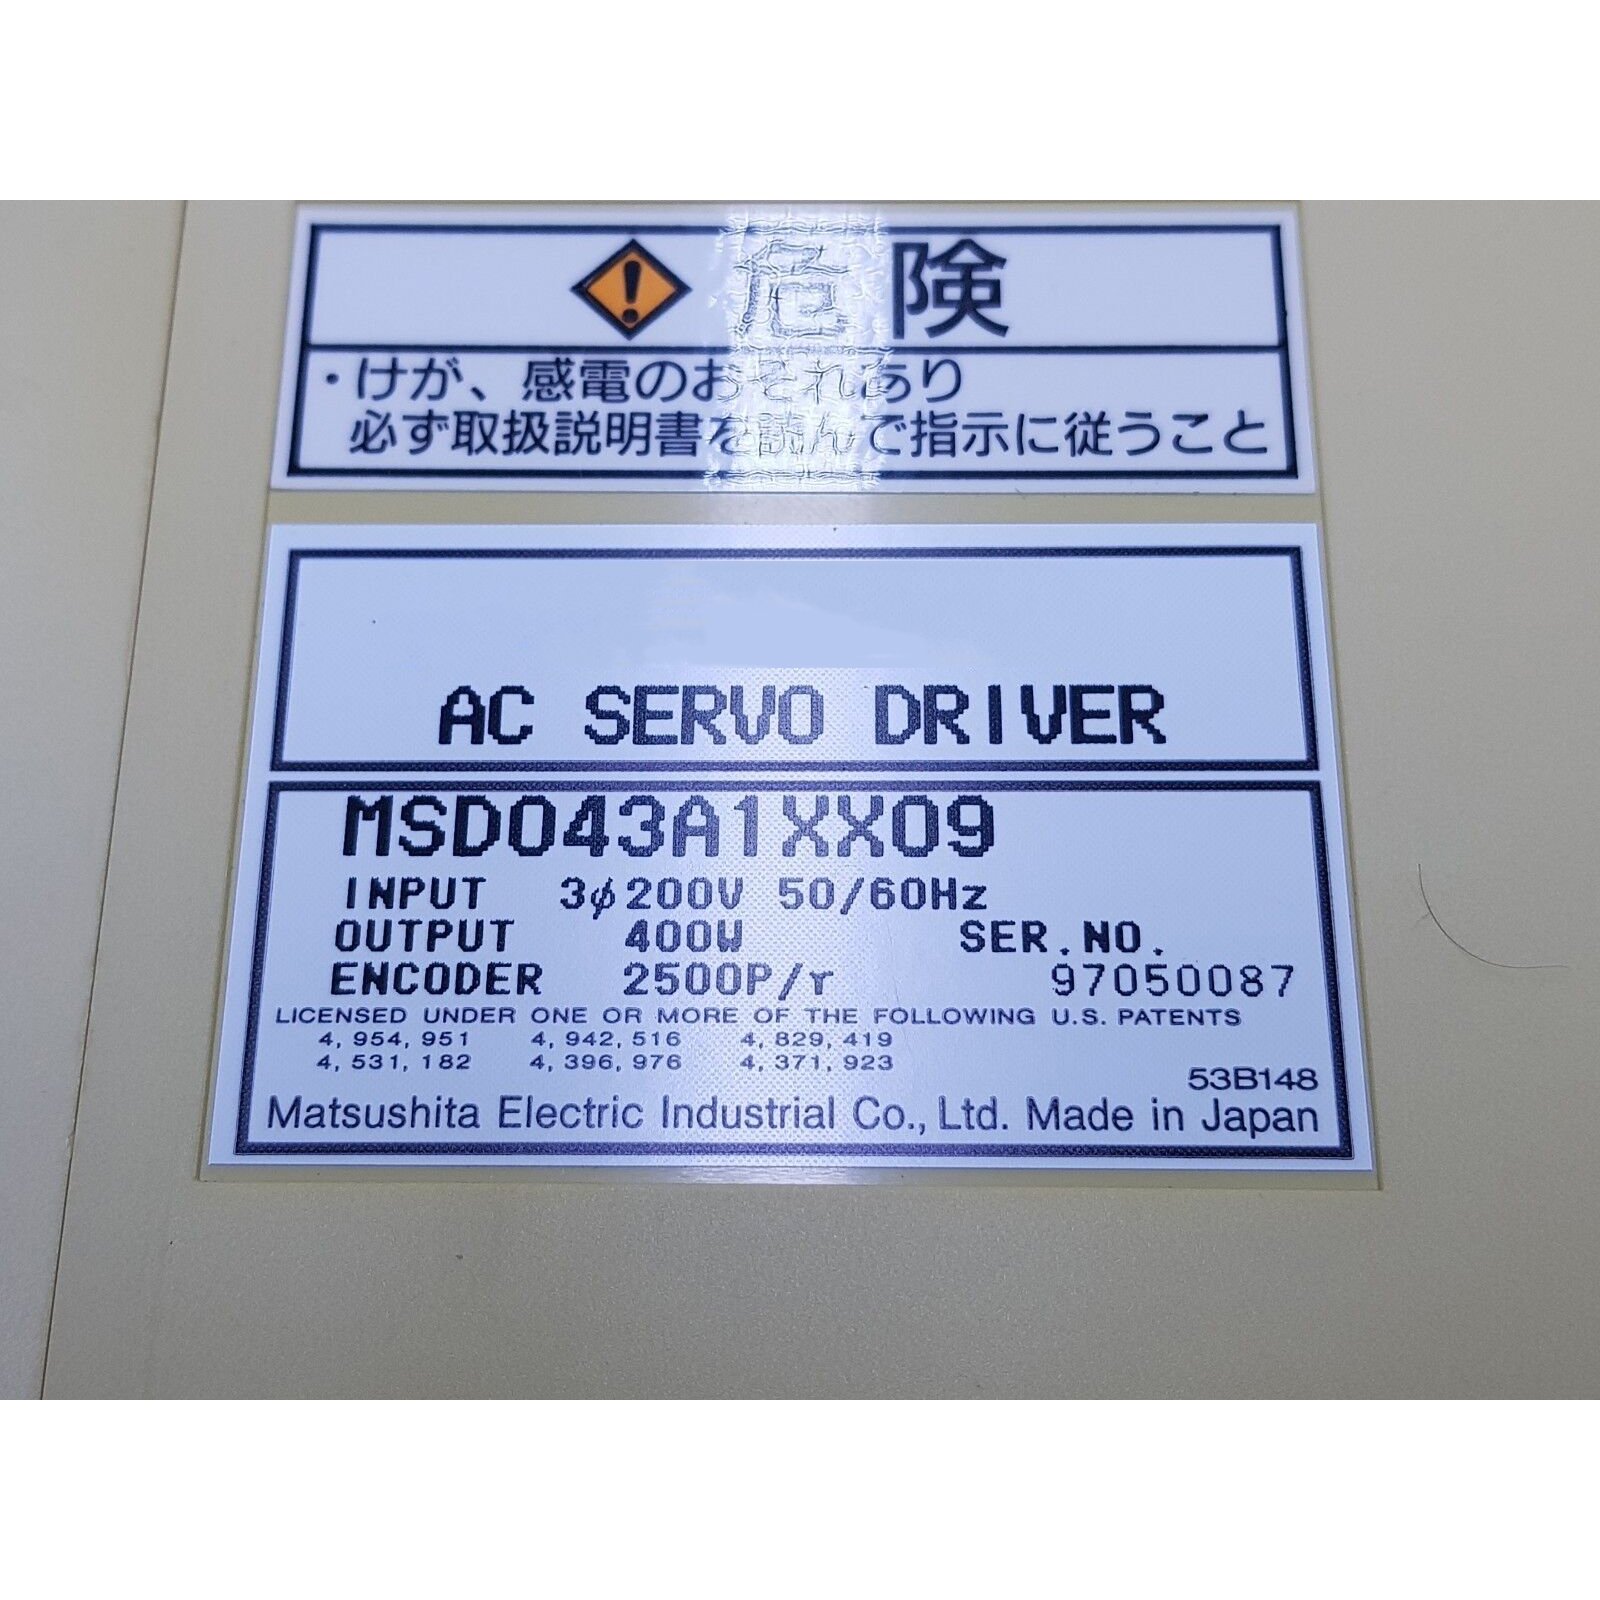 危険
・けが、感電のおそれあり
必ず取扱説明書を読んで指示に従うこと
AC SERVO DRIVER
MSD043A1XX09
INPUT 3φ200V 50/60Hz
OUTPUT 400W SER.NO.
ENCODER 2500P/r 97050087
LICENSED UNDER ONE OR MORE OF THE FOLLOWING U.S. PATENTS
4, 954, 951 4, 942, 516 4, 829, 419
4, 531, 182 4, 396, 976 4, 371, 923
53B148
Matsushita Electric Industrial Co., Ltd. Made in Japan